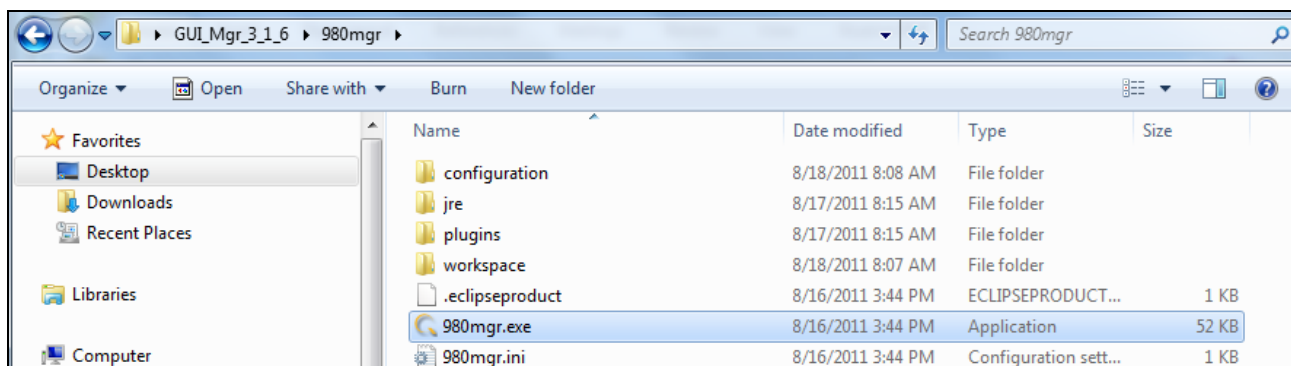 GUI_Mgr_3_1_6 980mgr Search 980mgr
Organize Open Share with Burn New folder
Favorites
Desktop
Downloads
Recent Places
Libraries
Computer
Name Date modified Type Size
configuration 8/18/2011 8:08 AM File folder
jre 8/17/2011 8:15 AM File folder
plugins 8/17/2011 8:15 AM File folder
workspace 8/18/2011 8:07 AM File folder
.eclipseproduct 8/16/2011 3:44 PM ECLIPSEPRODUCT... 1 KB
980mgr.exe 8/16/2011 3:44 PM Application 52 KB
980mgr.ini 8/16/2011 3:44 PM Configuration sett... 1 KB